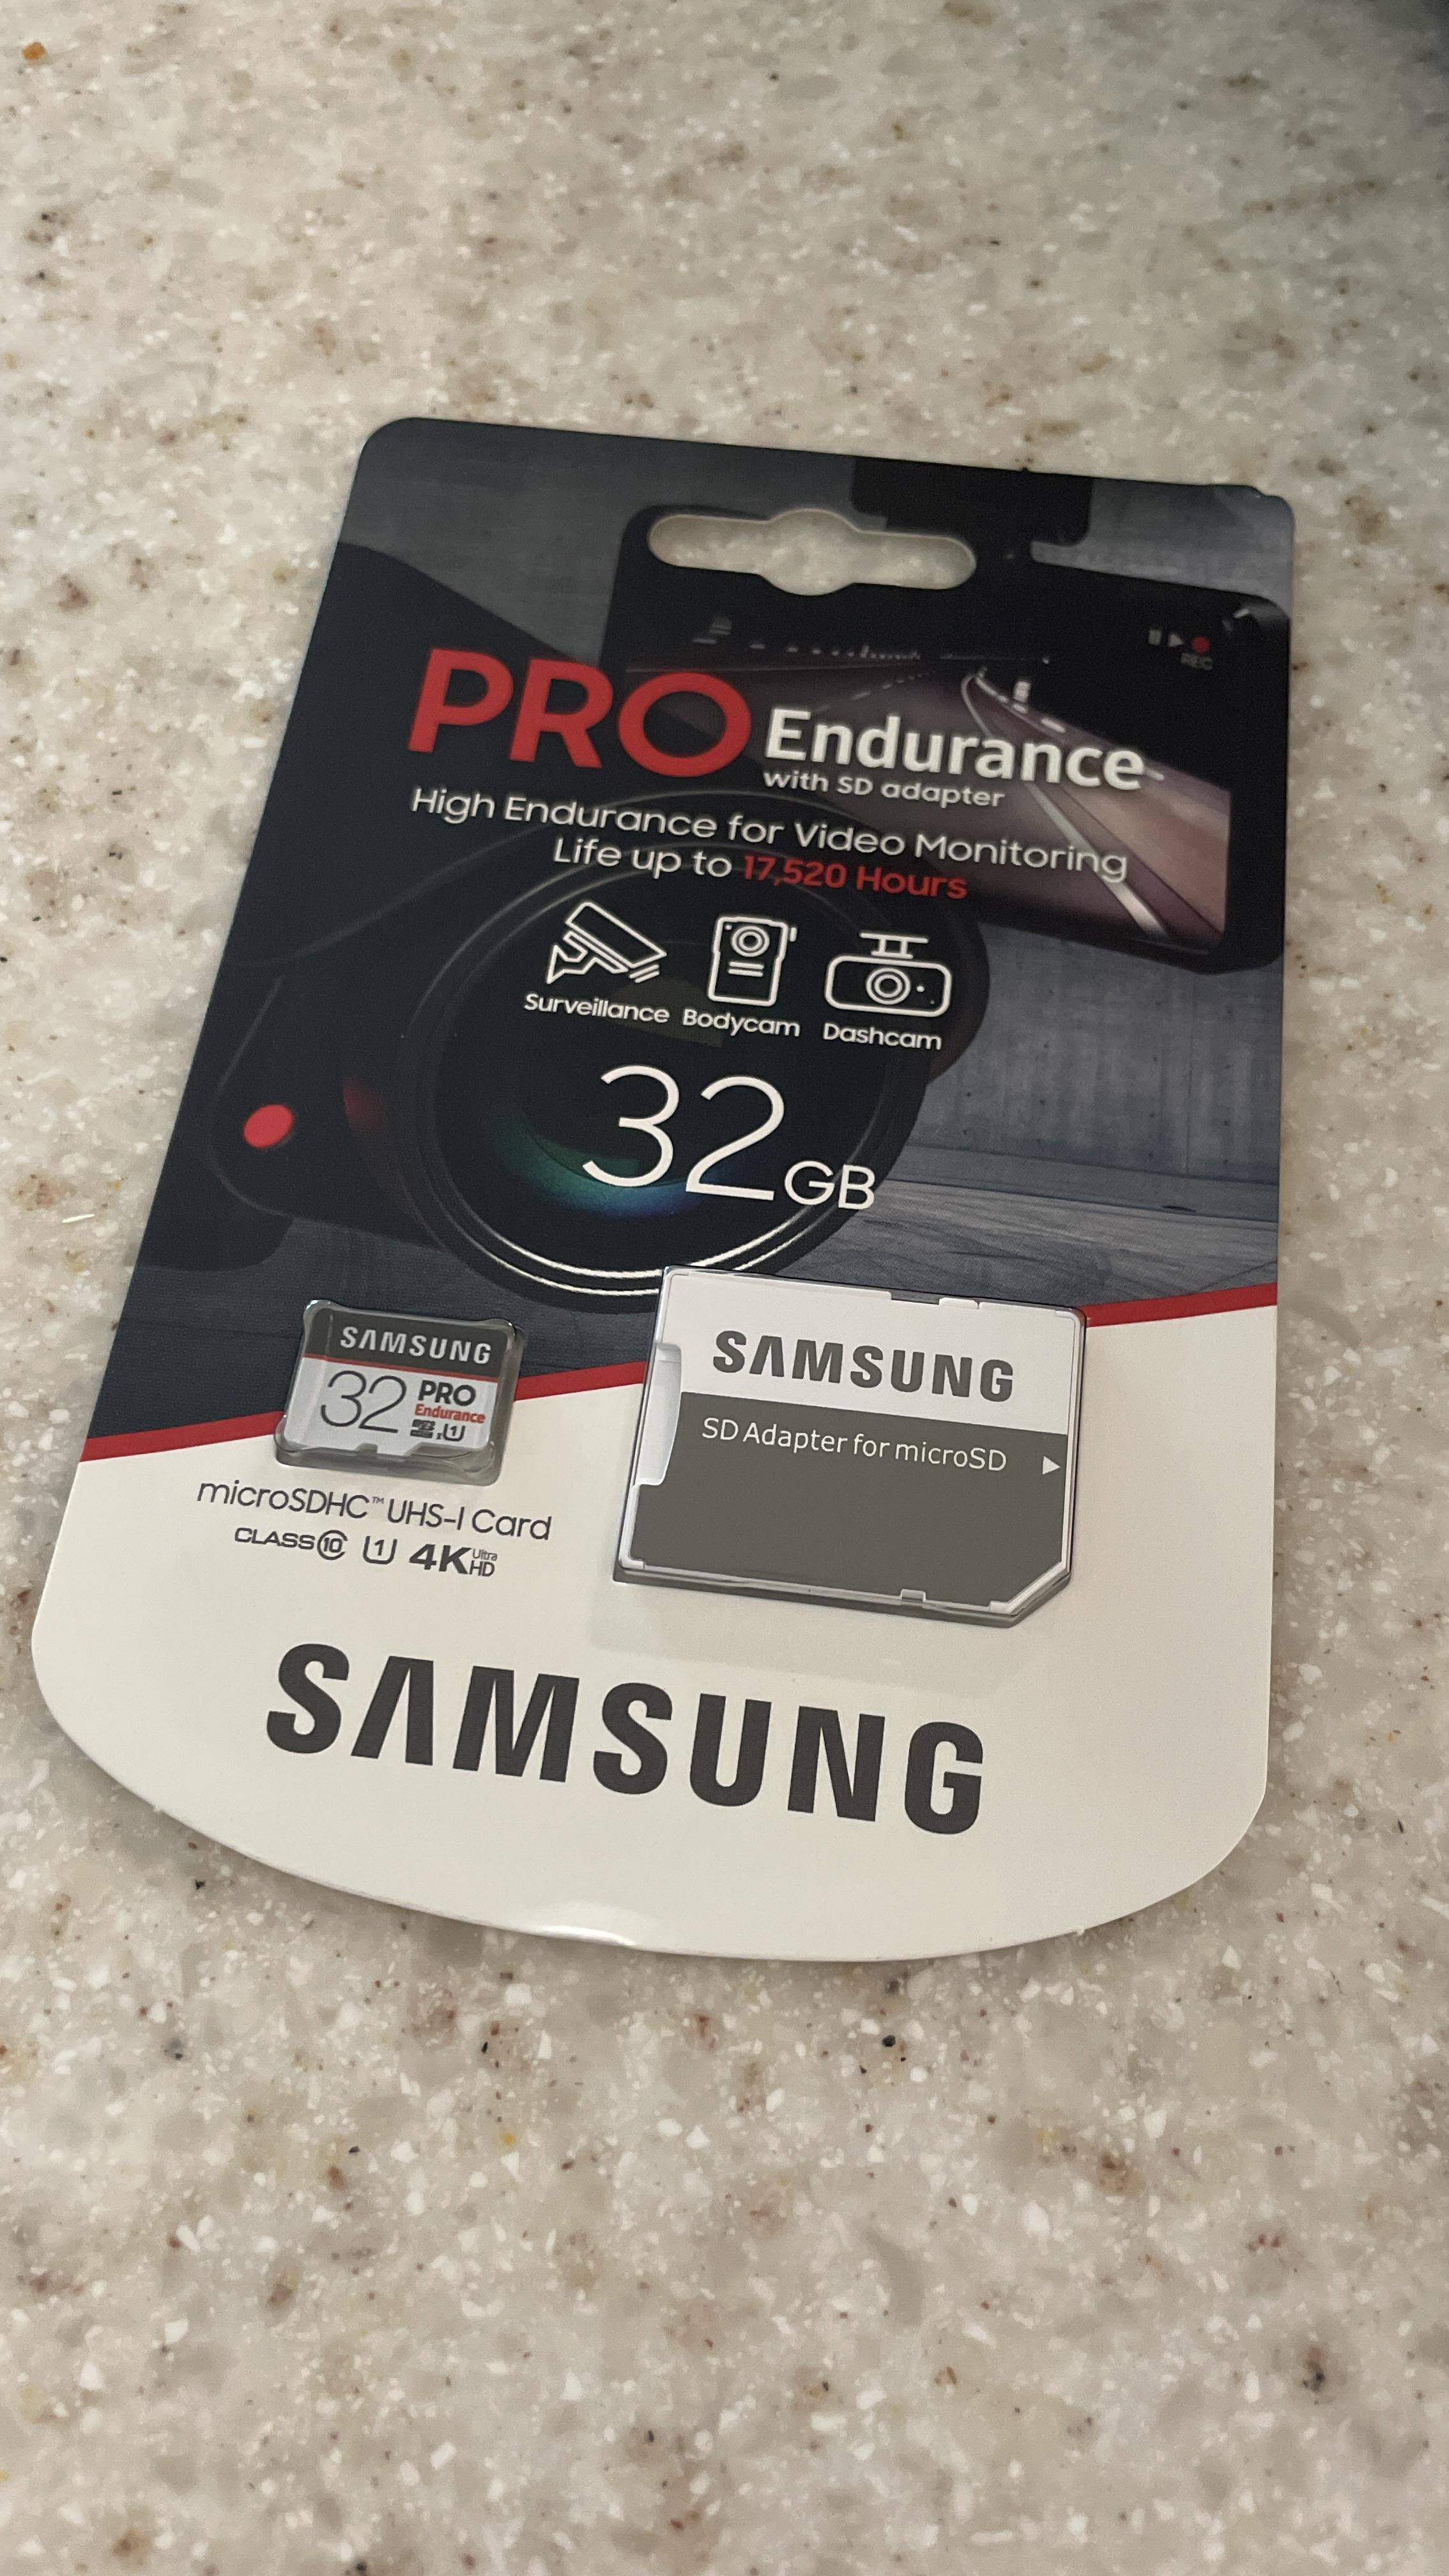 REC
PRO Endurance
with SD adapter
High Endurance for Video Monitoring
Life up to 17,520 Hours
Surveillance Bodycam Dashcam
32GB
SAMSUNG
32 PRO
Endurance
microSDHC™ UHS-I Card
CLASS10 U1 4K Ultra HD
SAMSUNG
SD Adapter for microSD
SAMSUNG